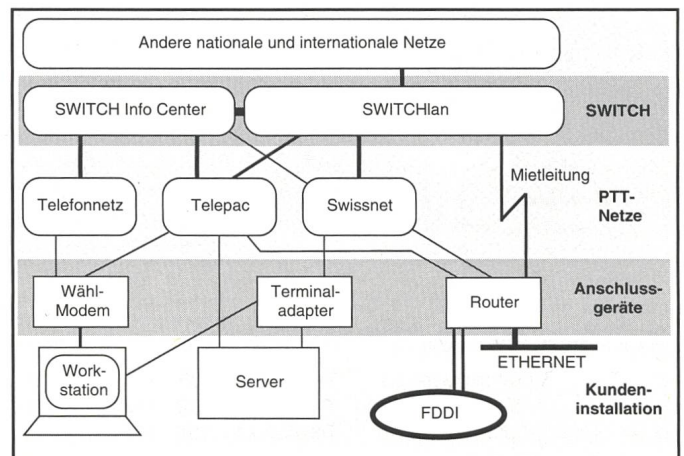 Andere nationale und internationale Netze
SWITCH Info Center
SWITCHlan
SWITCH
Mietleitung
Telefonnetz
Telepac
Swissnet
PTT-
Netze
Wähl-
Modem
Terminal-
adapter
Router
Anschluss-
geräte
ETHERNET
Work-
station
Server
FDDI
Kunden-
installation